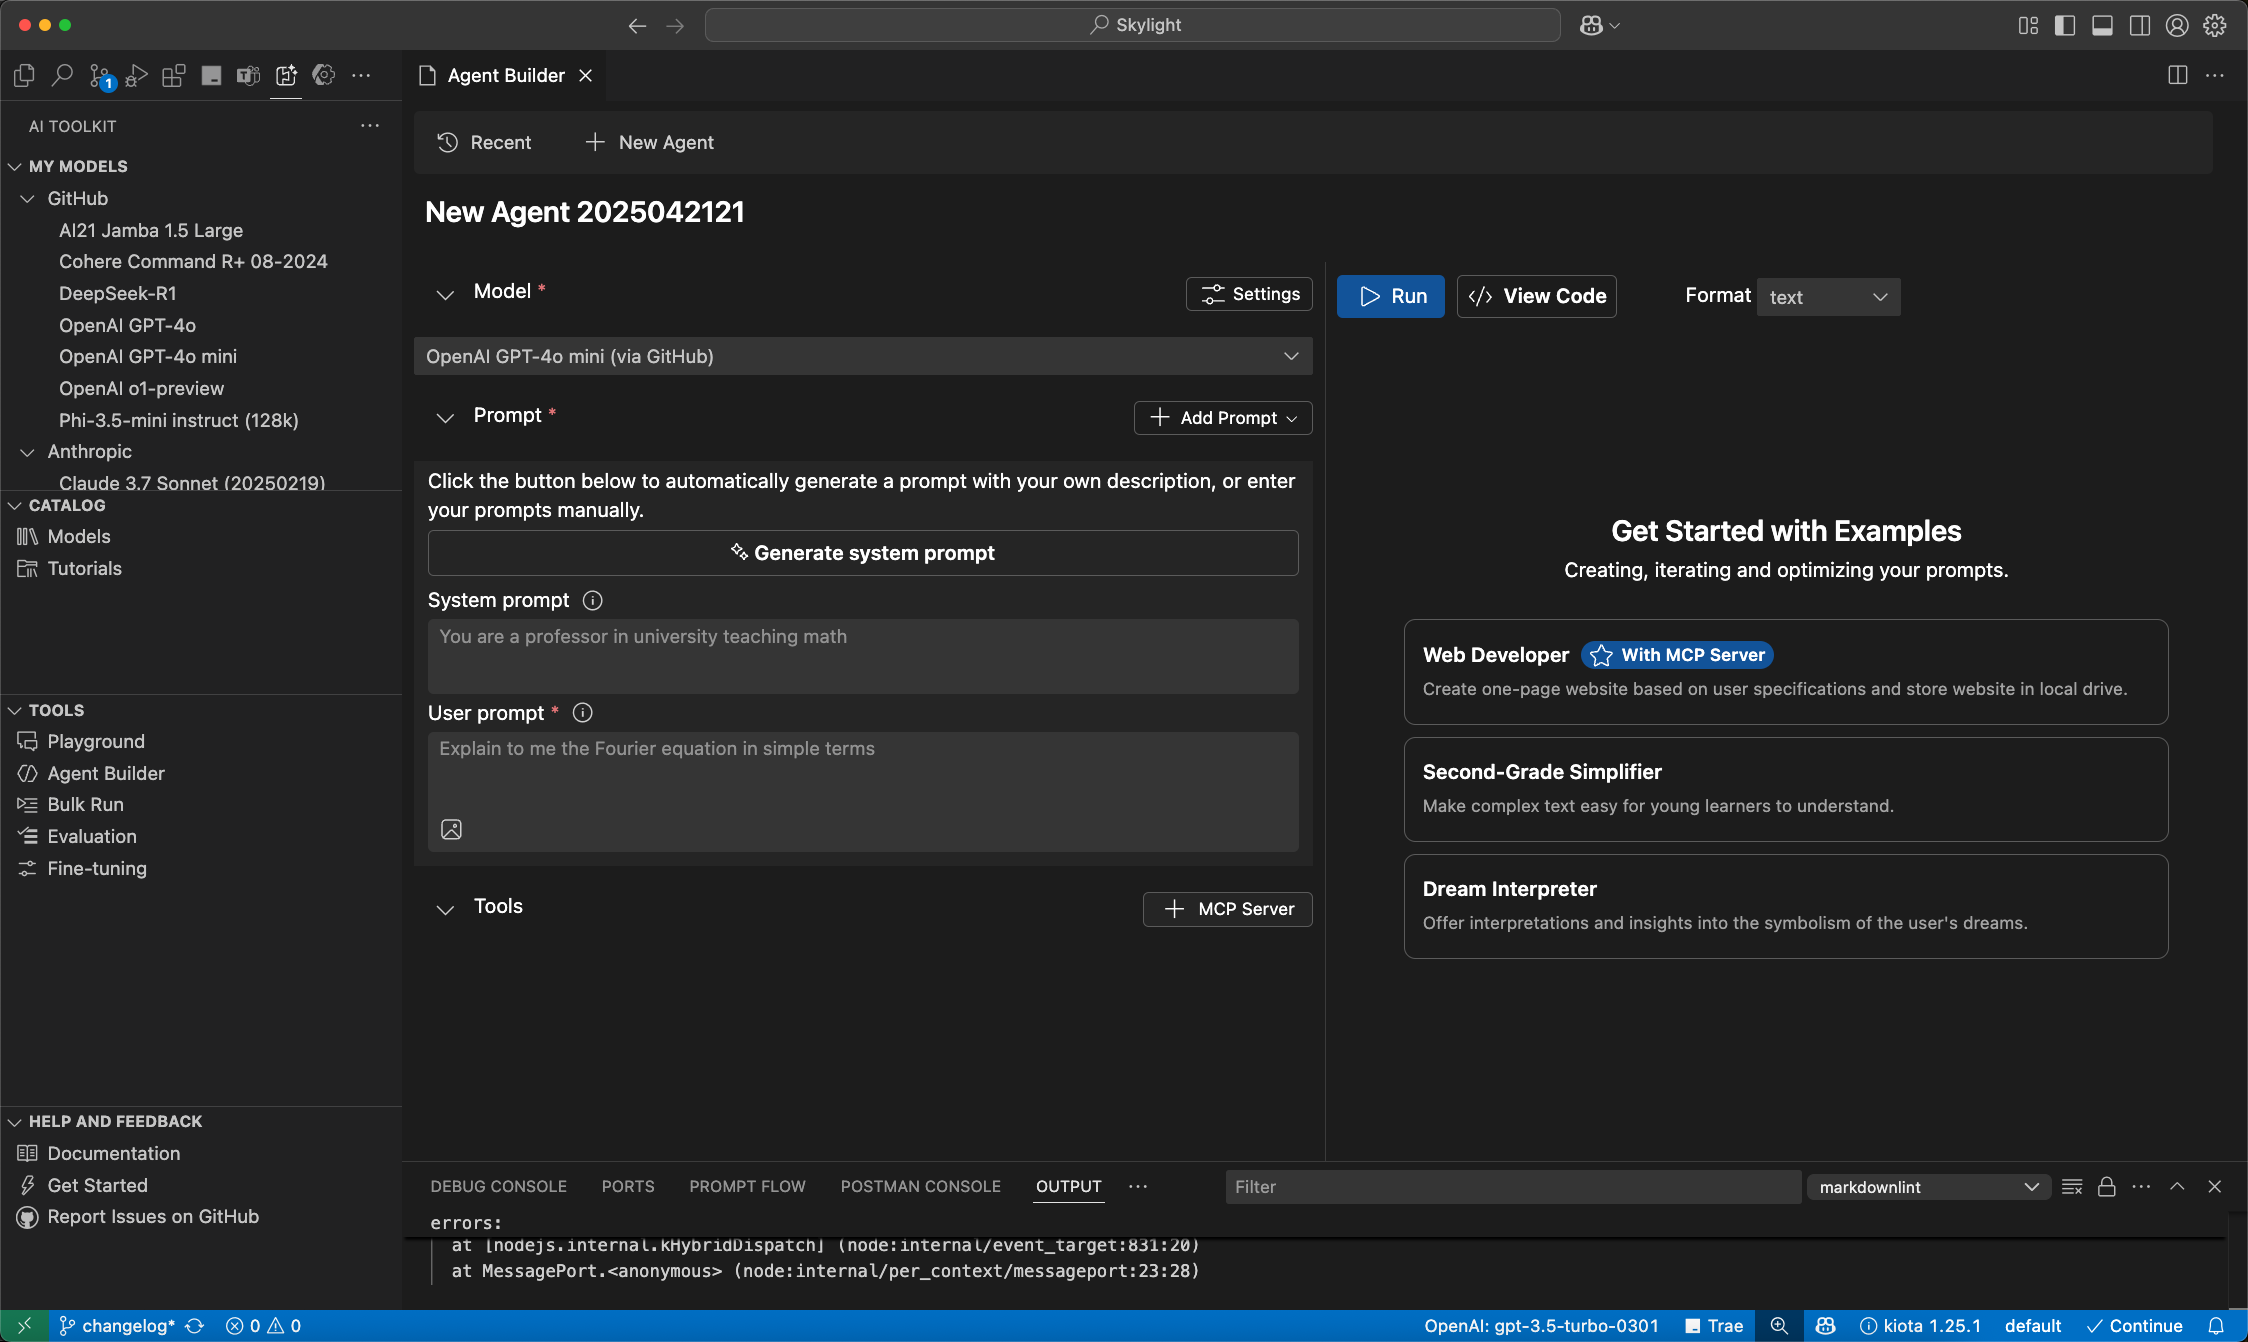 Skylight
1
Agent Builder
AI TOOLKIT
MY MODELS
GitHub
AI21 Jamba 1.5 Large
Cohere Command R+ 08-2024
DeepSeek-R1
OpenAI GPT-4o
OpenAI GPT-4o mini
OpenAI o1-preview
Phi-3.5-mini instruct (128k)
Anthropic
Claude 3.7 Sonnet (20250219)
CATALOG
Models
Tutorials
TOOLS
Playground
Agent Builder
Bulk Run
Evaluation
Fine-tuning
HELP AND FEEDBACK
Documentation
Get Started
Report Issues on GitHub
Recent
New Agent
New Agent 2025042121
Model *
Settings
OpenAI GPT-4o mini (via GitHub)
Prompt *
Add Prompt
Click the button below to automatically generate a prompt with your own description, or enter
your prompts manually.
Generate system prompt
System prompt
You are a professor in university teaching math
User prompt *
Explain to me the Fourier equation in simple terms
Tools
MCP Server
Run
View Code
Format
text
Get Started with Examples
Creating, iterating and optimizing your prompts.
Web Developer
With MCP Server
Create one-page website based on user specifications and store website in local drive.
Second-Grade Simplifier
Make complex text easy for young learners to understand.
Dream Interpreter
Offer interpretations and insights into the symbolism of the user's dreams.
DEBUG CONSOLE
PORTS
PROMPT FLOW
POSTMAN CONSOLE
OUTPUT
Filter
markdownlint
errors:
at [nodejs.internal.kHybridDispatch] (node:internal/event_target:831:20)
at MessagePort.<anonymous> (node:internal/per_context/messageport:23:28)
changelog*
0
0
OpenAI: gpt-3.5-turbo-0301
Trae
kiota 1.25.1
default
Continue